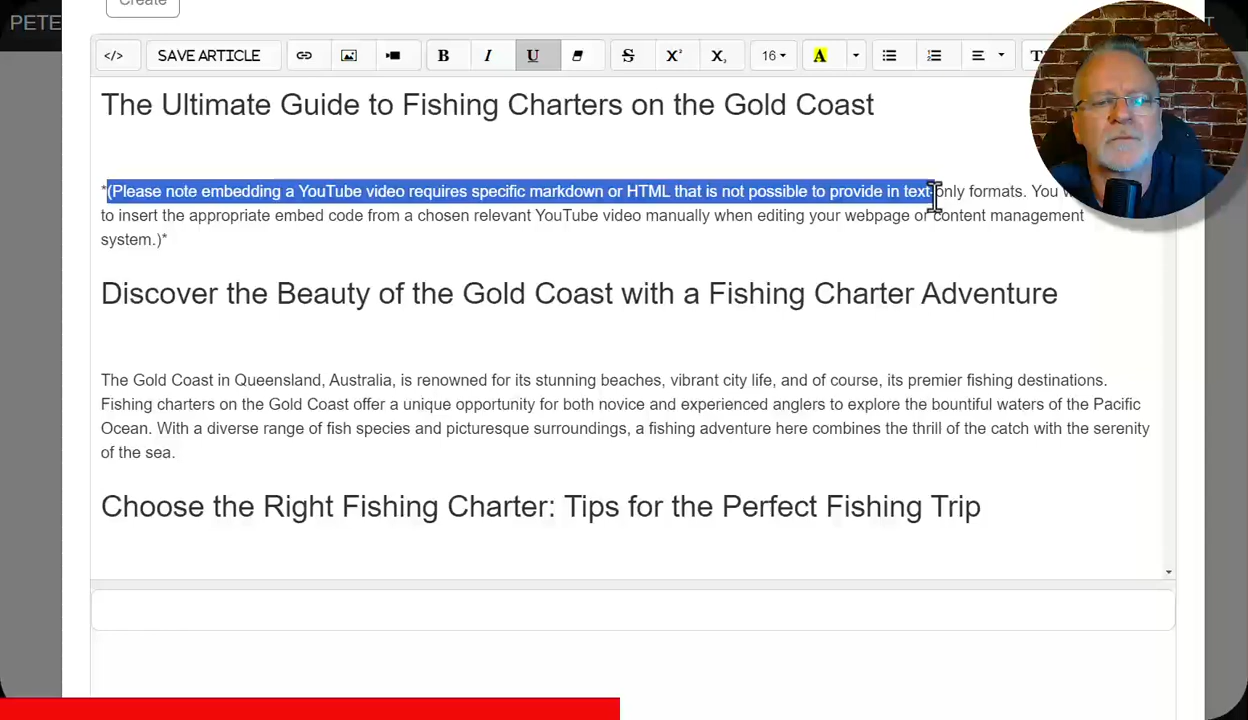 Create
PETE
SAVE ARTICLE
B I U S X² X, 16 A
The Ultimate Guide to Fishing Charters on the Gold Coast
*(Please note embedding a YouTube video requires specific markdown or HTML that is not possible to provide in text-only formats. You
to insert the appropriate embed code from a chosen relevant YouTube video manually when editing your webpage or content management
system.)*
Discover the Beauty of the Gold Coast with a Fishing Charter Adventure
The Gold Coast in Queensland, Australia, is renowned for its stunning beaches, vibrant city life, and of course, its premier fishing destinations.
Fishing charters on the Gold Coast offer a unique opportunity for both novice and experienced anglers to explore the bountiful waters of the Pacific
Ocean. With a diverse range of fish species and picturesque surroundings, a fishing adventure here combines the thrill of the catch with the serenity
of the sea.
Choose the Right Fishing Charter: Tips for the Perfect Fishing Trip